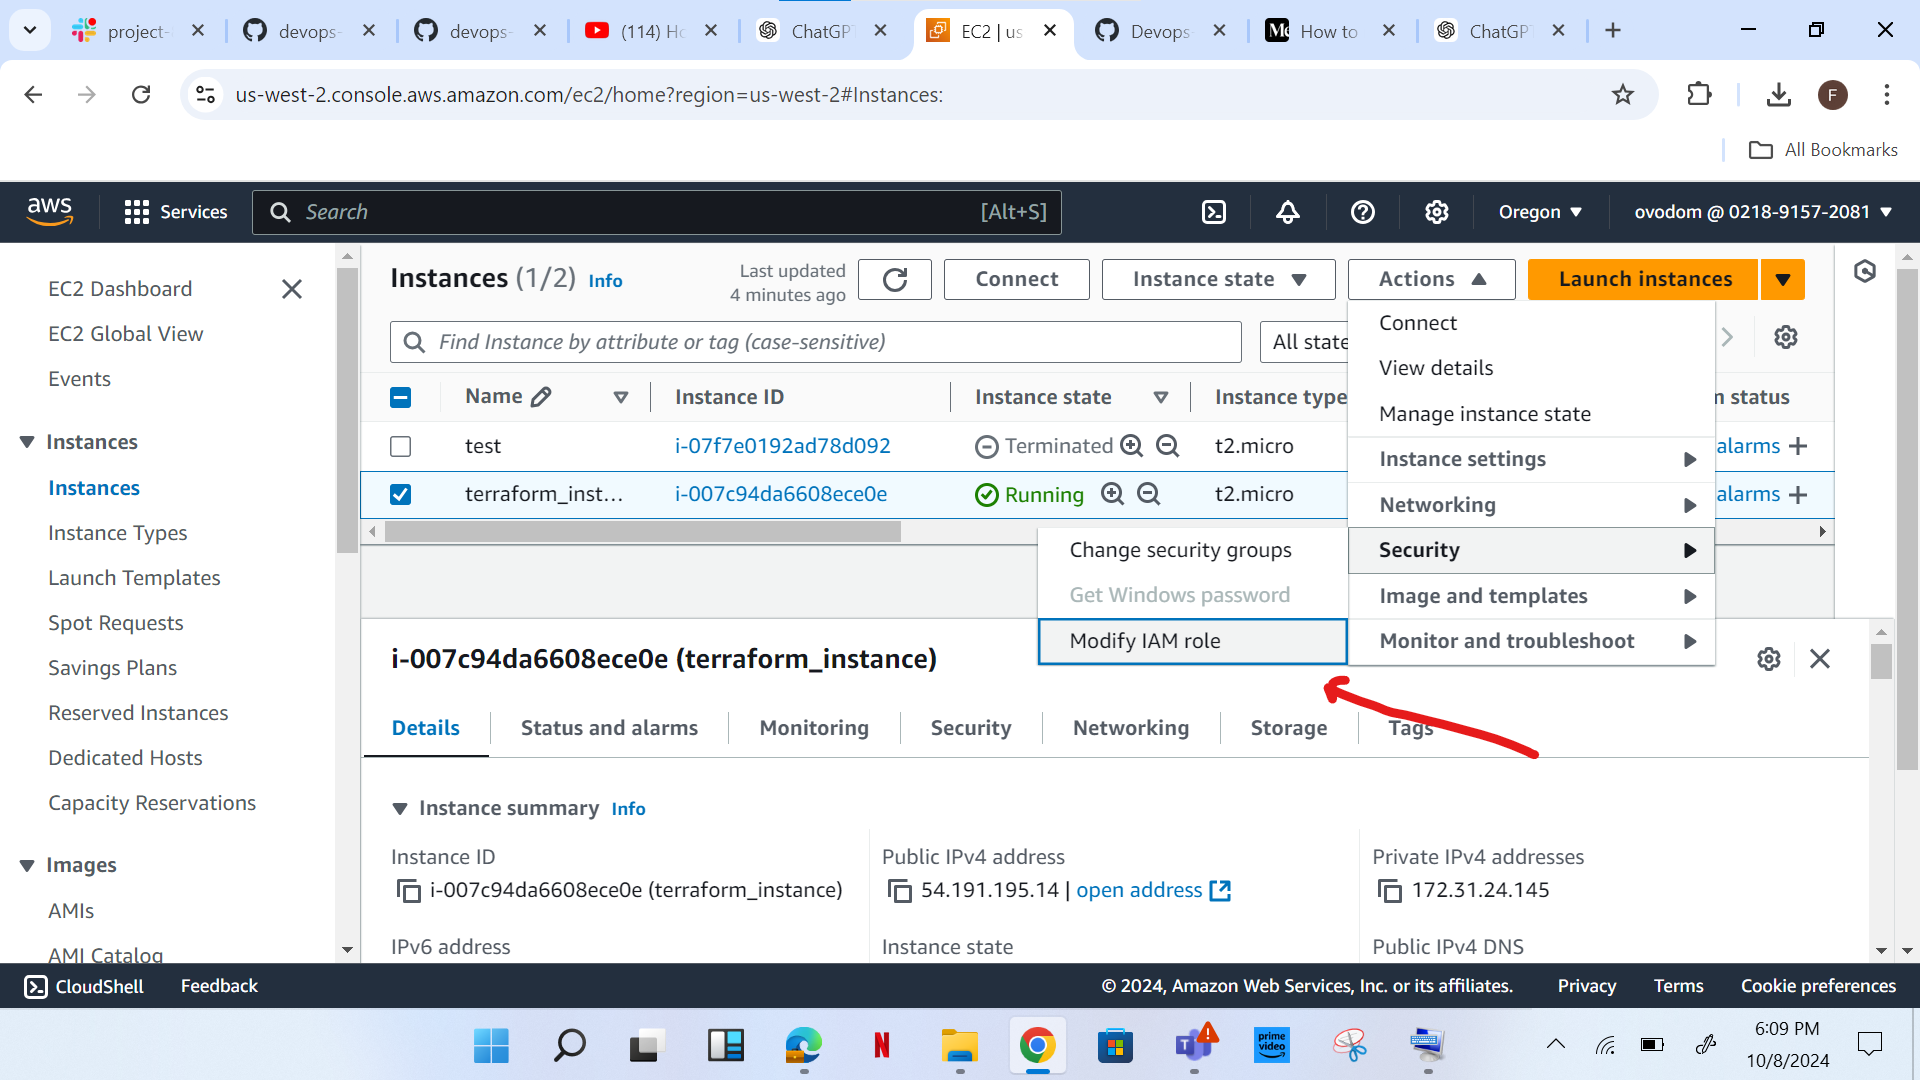 project-
devops-
devops-
(114) Ho
ChatGPT
EC2 | us
Devops-
How to
ChatGPT
us-west-2.console.aws.amazon.com/ec2/home?region=us-west-2#Instances:
F
All Bookmarks
aws
Services
Search
[Alt+S]
Oregon
ovodom @ 0218-9157-2081
EC2 Dashboard
EC2 Global View
Events
Instances
Instances
Instance Types
Launch Templates
Spot Requests
Savings Plans
Reserved Instances
Dedicated Hosts
Capacity Reservations
Images
AMIs
AMI Catalog
Instances (1/2) Info
Last updated
4 minutes ago
Connect
Instance state
Actions
Launch instances
Find Instance by attribute or tag (case-sensitive)
All state
Name
Instance ID
Instance state
Instance type
status
test
i-07f7e0192ad78d092
Terminated
t2.micro
alarms +
terraform_inst...
i-007c94da6608ece0e
Running
t2.micro
alarms +
Connect
View details
Manage instance state
Instance settings
Networking
Security
Image and templates
Monitor and troubleshoot
Change security groups
Get Windows password
Modify IAM role
i-007c94da6608ece0e (terraform_instance)
Details
Status and alarms
Monitoring
Security
Networking
Storage
Tags
Instance summary Info
Instance ID
i-007c94da6608ece0e (terraform_instance)
Public IPv4 address
54.191.195.14 | open address
Private IPv4 addresses
172.31.24.145
IPv6 address
Instance state
Public IPv4 DNS
CloudShell
Feedback
© 2024, Amazon Web Services, Inc. or its affiliates.
Privacy
Terms
Cookie preferences
N
prime
video
6:09 PM
10/8/2024